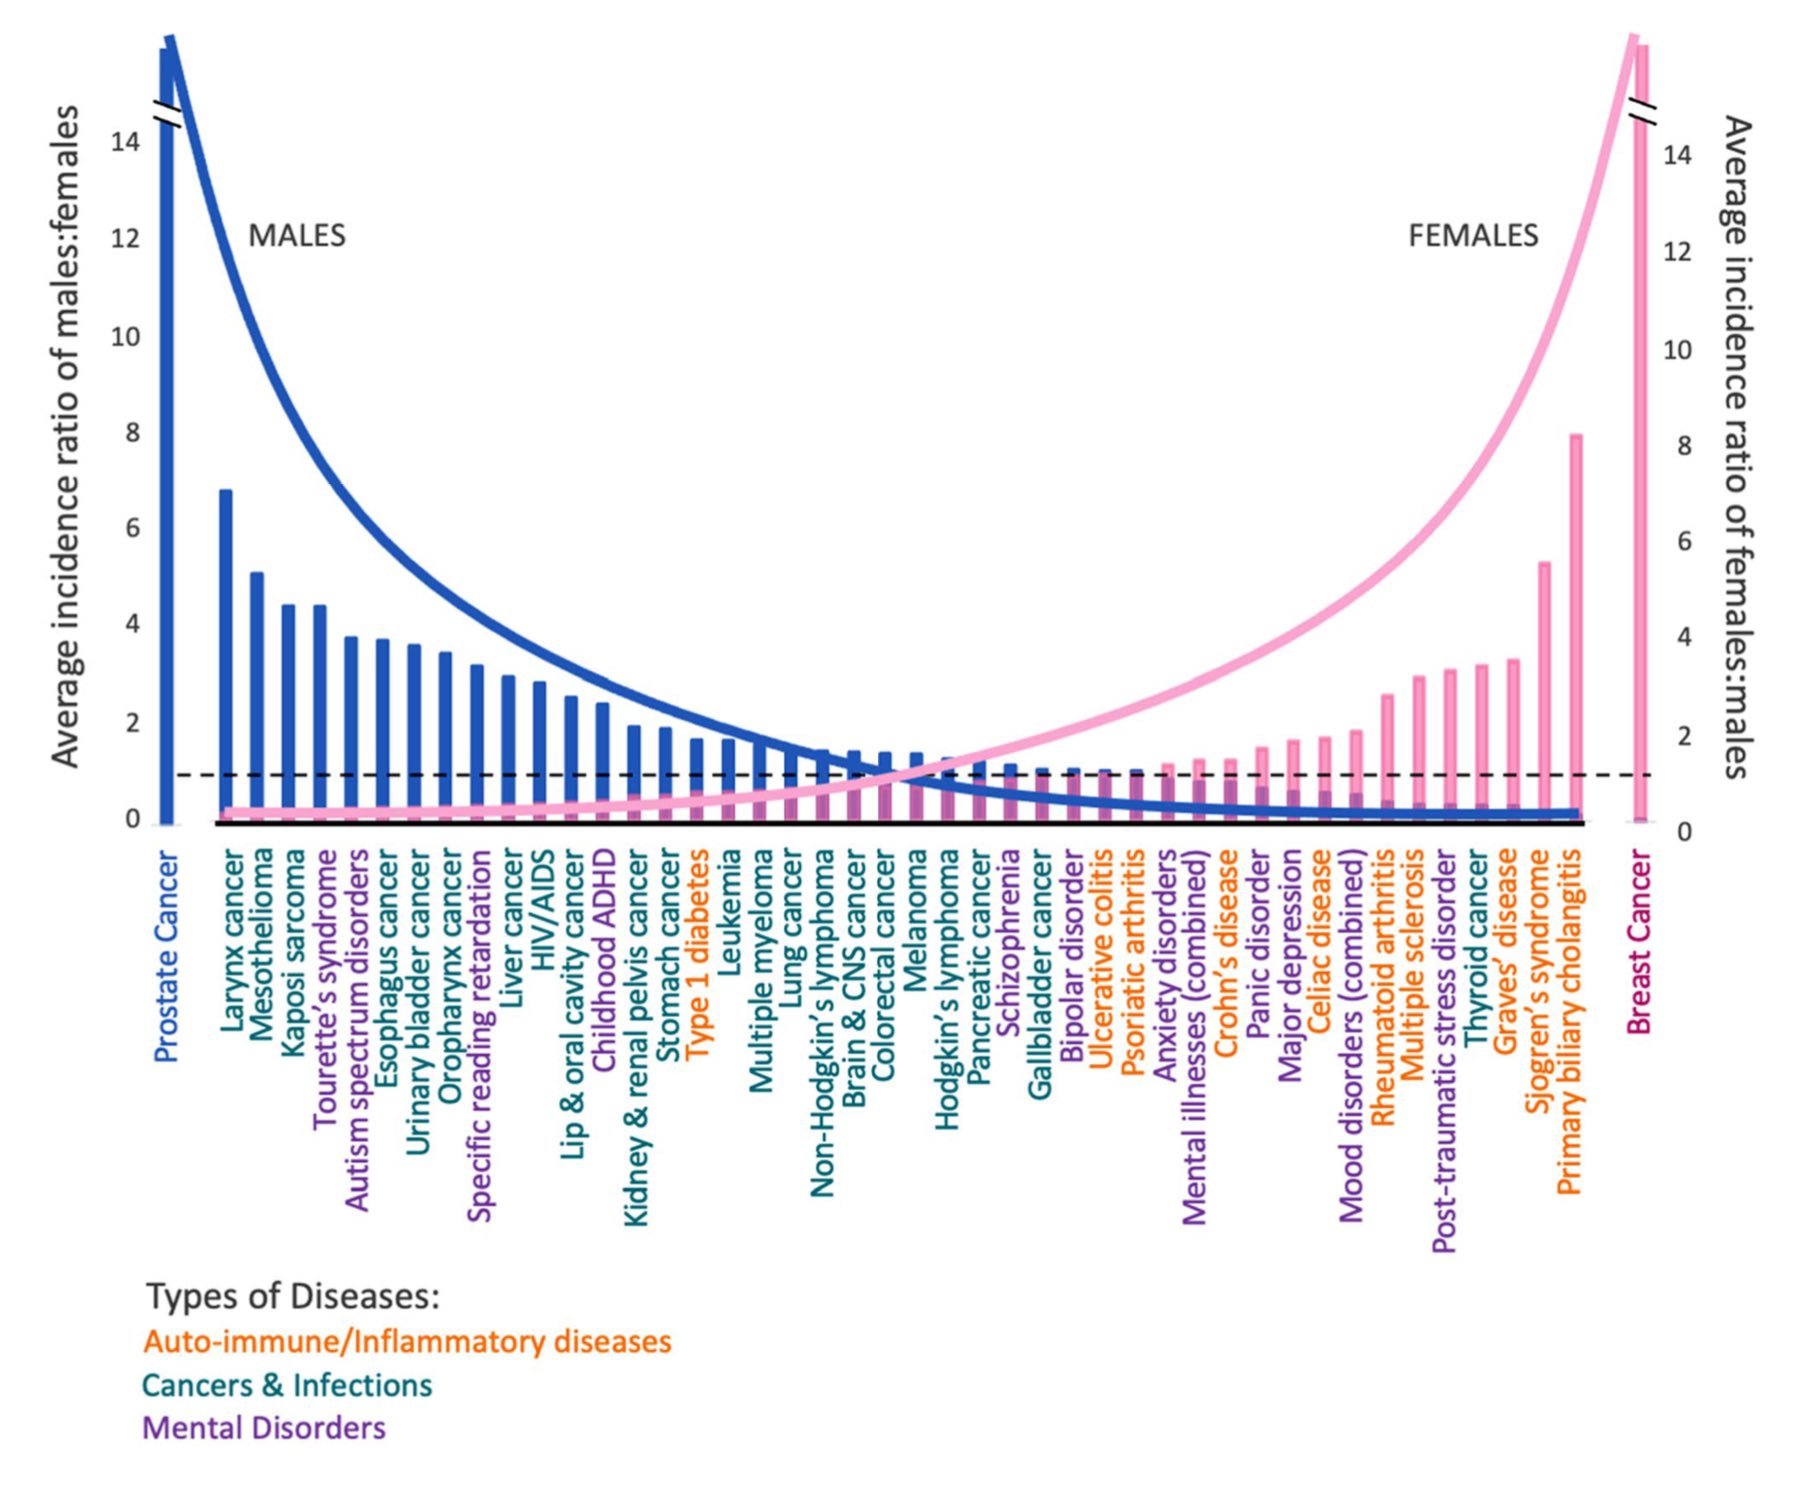 Average incidence ratio of males:females
14
12
10
8
6
4
2
0
MALES
FEMALES
14
12
10
8
6
4
2
0
Average incidence ratio of females:males
Prostate Cancer
Larynx cancer
Mesothelioma
Kaposi sarcoma
Tourette's syndrome
Autism spectrum disorders
Esophagus cancer
Urinary bladder cancer
Oropharynx cancer
Specific reading retardation
Liver cancer
HIV/AIDS
Lip & oral cavity cancer
Childhood ADHD
Kidney & renal pelvis cancer
Stomach cancer
Type 1 diabetes
Leukemia
Multiple myeloma
Lung cancer
Non-Hodgkin's lymphoma
Brain & CNS cancer
Colorectal cancer
Melanoma
Hodgkin's lymphoma
Pancreatic cancer
Schizophrenia
Gallbladder cancer
Bipolar disorder
Ulcerative colitis
Psoriatic arthritis
Anxiety disorders
Mental illnesses (combined)
Crohn's disease
Panic disorder
Major depression
Celiac disease
Mood disorders (combined)
Rheumatoid arthritis
Multiple sclerosis
Post-traumatic stress disorder
Thyroid cancer
Graves' disease
Sjogren's syndrome
Primary biliary cholangitis
Breast Cancer
Types of Diseases:
Auto-immune/Inflammatory diseases
Cancers & Infections
Mental Disorders